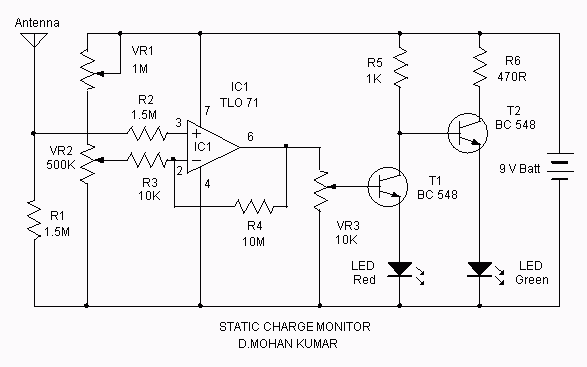 Antenna
VR1
1M
R2
1.5M
IC1
TLO 71
R5
1K
R6
470R
T2
BC 548
3
7
+
IC1
6
−
2
4
VR2
500K
R3
10K
9 V Batt
T1
BC 548
R1
1.5M
R4
10M
VR3
10K
LED
Red
LED
Green
STATIC CHARGE MONITOR
D.MOHAN KUMAR